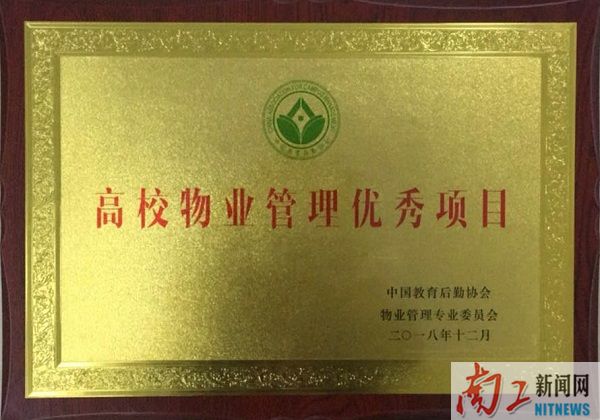 高校物业管理优秀项目
中国教育后勤协会
物业管理专业委员会
二〇一八年十二月
南工新闻网
NITNEWS